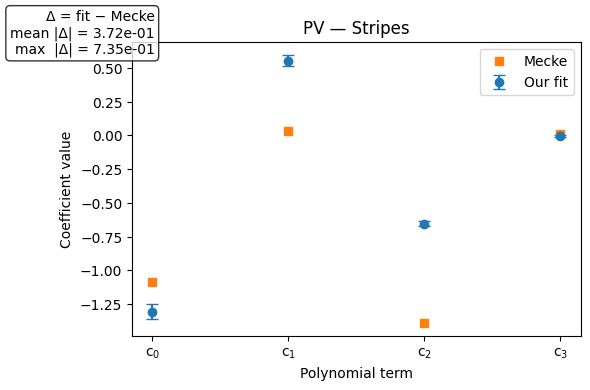 Δ = fit − Mecke
mean |Δ| = 3.72e-01
max |Δ| = 7.35e-01
PV — Stripes
Mecke
Our fit
Coefficient value
0.50
0.25
0.00
−0.25
−0.50
−0.75
−1.00
−1.25
c₀
c₁
c₂
c₃
Polynomial term